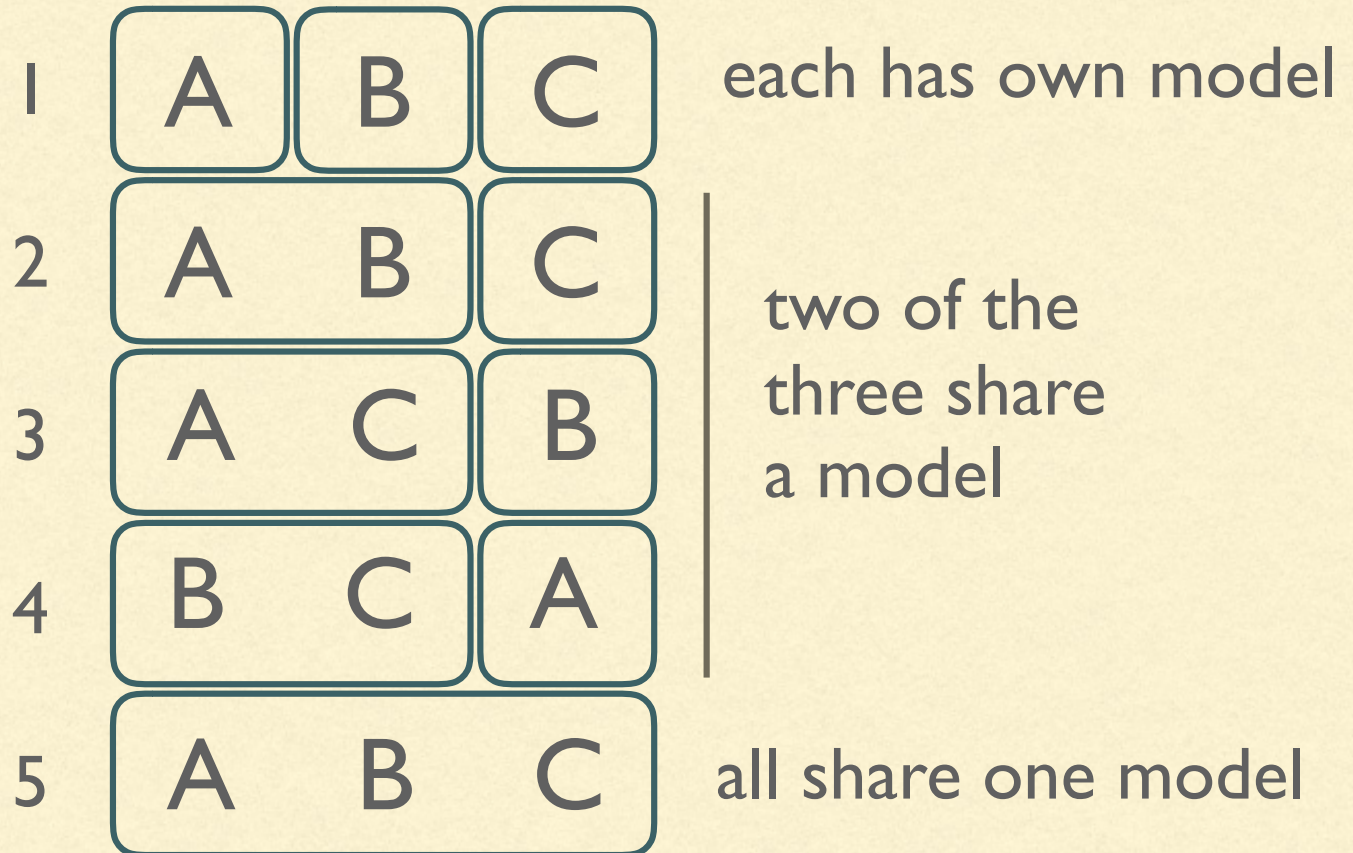 1 A B C each has own model
2 A B C
two of the
3 A C B three share
a model
4 B C A
5 A B C all share one model